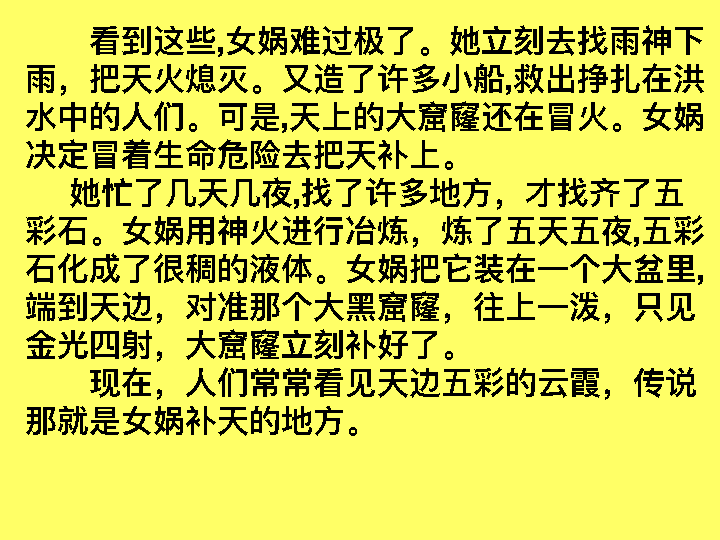 看到这些,女娲难过极了。她立刻去找雨神下
雨，把天火熄灭。又造了许多小船,救出挣扎在洪
水中的人们。可是,天上的大窟窿还在冒火。女娲
决定冒着生命危险去把天补上。
她忙了几天几夜,找了许多地方，才找齐了五
彩石。女娲用神火进行冶炼，炼了五天五夜,五彩
石化成了很稠的液体。女娲把它装在一个大盆里,
端到天边，对准那个大黑窟窿，往上一泼，只见
金光四射，大窟窿立刻补好了。
现在，人们常常看见天边五彩的云霞，传说
那就是女娲补天的地方。